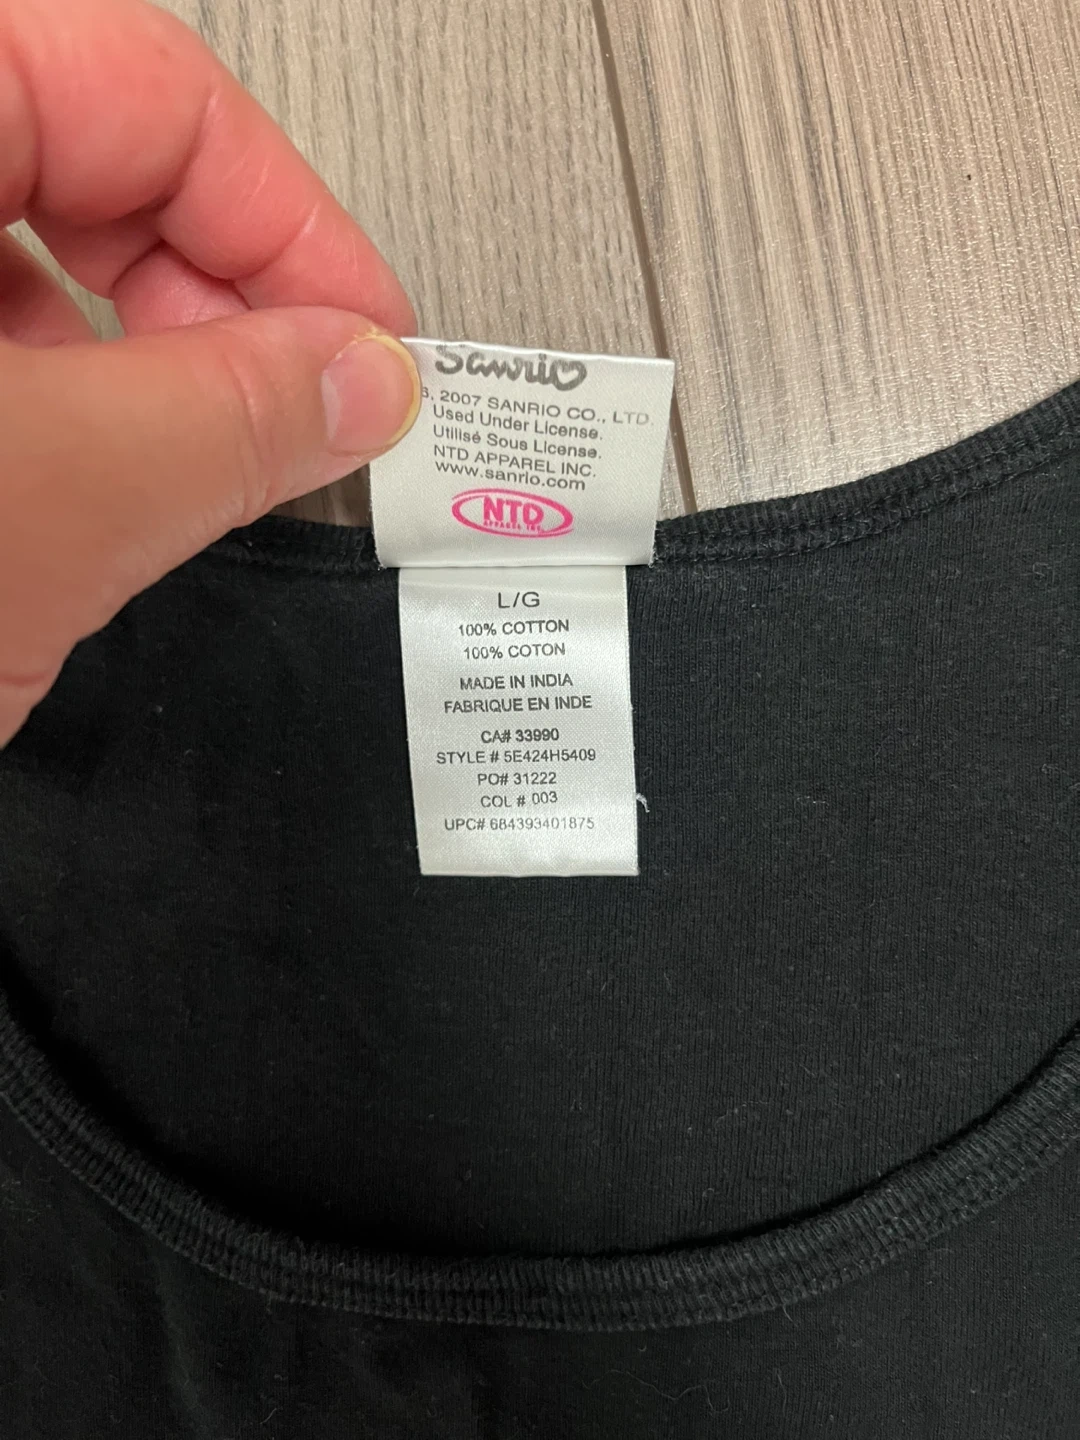 Sanrio
, 2007 SANRIO CO., LTD.
Used Under License.
Utilisé Sous License.
NTD APPAREL INC.
www.sanrio.com
NTD
APPAREL INC.
L/G
100% COTTON
100% COTON
MADE IN INDIA
FABRIQUE EN INDE
CA# 33990
STYLE # 5E424H5409
PO# 31222
COL # 003
UPC# 684393401875